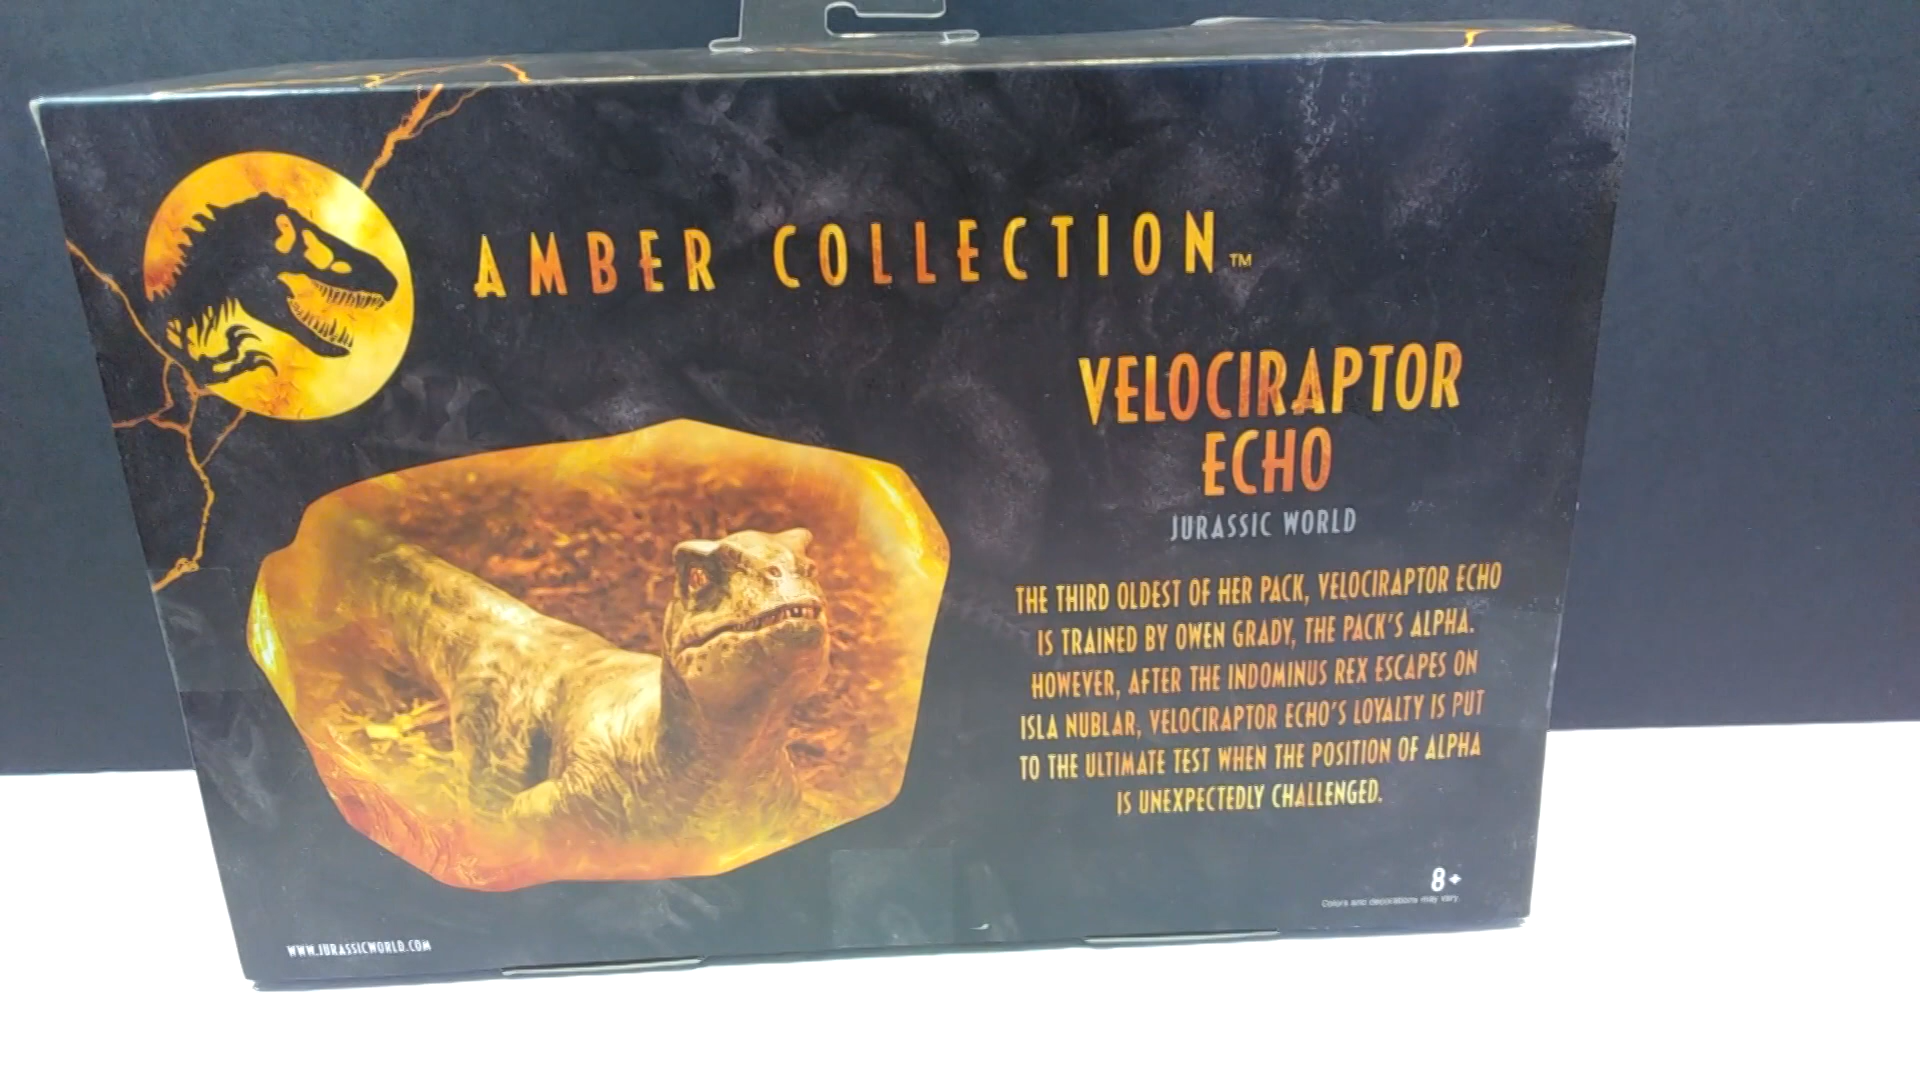 AMBER COLLECTION™
VELOCIRAPTOR
ECHO
JURASSIC WORLD
THE THIRD OLDEST OF HER PACK, VELOCIRAPTOR ECHO
IS TRAINED BY OWEN GRADY, THE PACK'S ALPHA.
HOWEVER, AFTER THE INDOMINUS REX ESCAPES ON
ISLA NUBLAR, VELOCIRAPTOR ECHO'S LOYALTY IS PUT
TO THE ULTIMATE TEST WHEN THE POSITION OF ALPHA
IS UNEXPECTEDLY CHALLENGED.
8+
Colors and decorations may vary.
WWW.JURASSICWORLD.COM